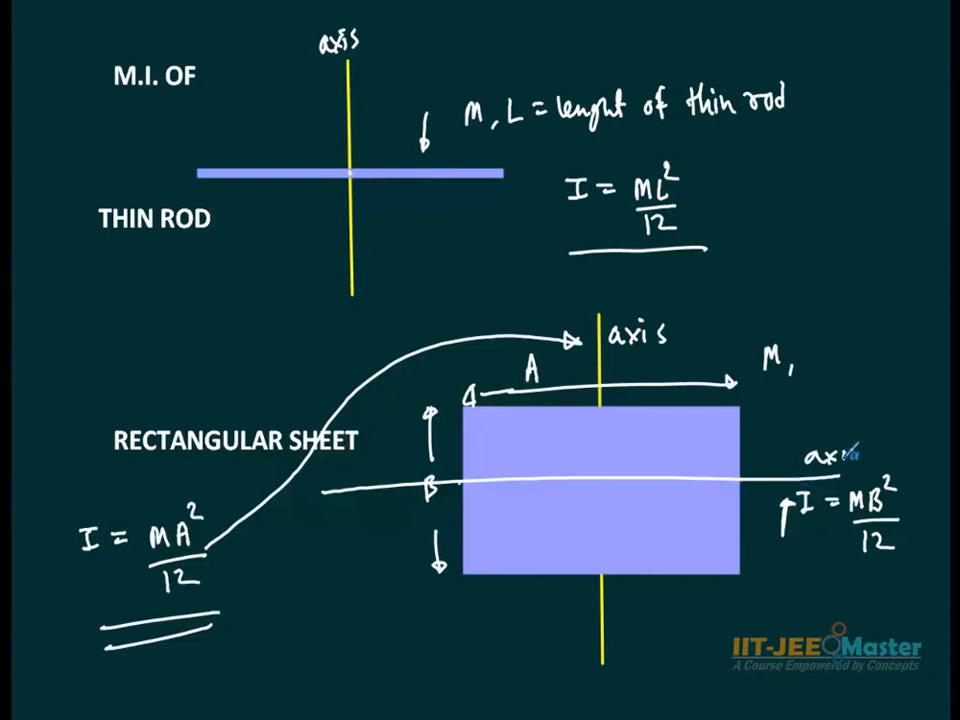 axis
M.I. OF
M, L = lenght of thin rod
I = ML²/12
THIN ROD
axis
A
M,
RECTANGULAR SHEET
B
I = MA²/12
I = MB²/12
IIT-JEE Master
A Course Empowered by Concepts